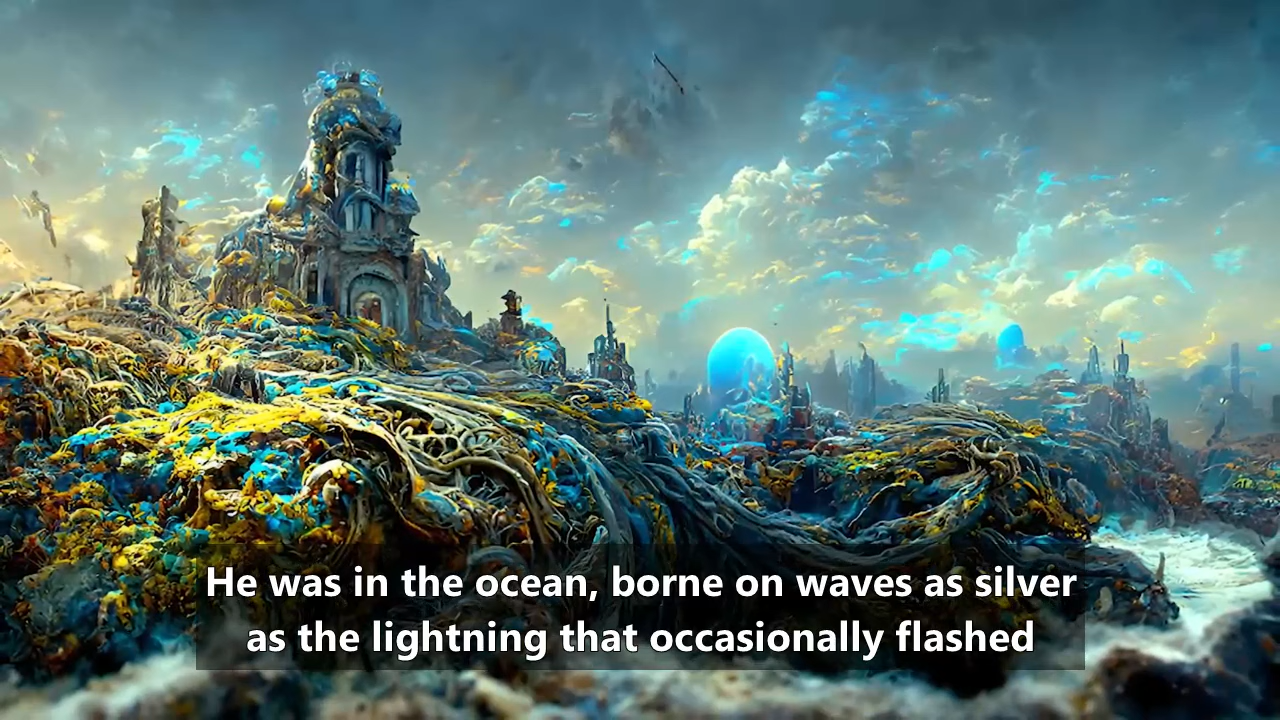 He was in the ocean, borne on waves as silver
as the lightning that occasionally flashed